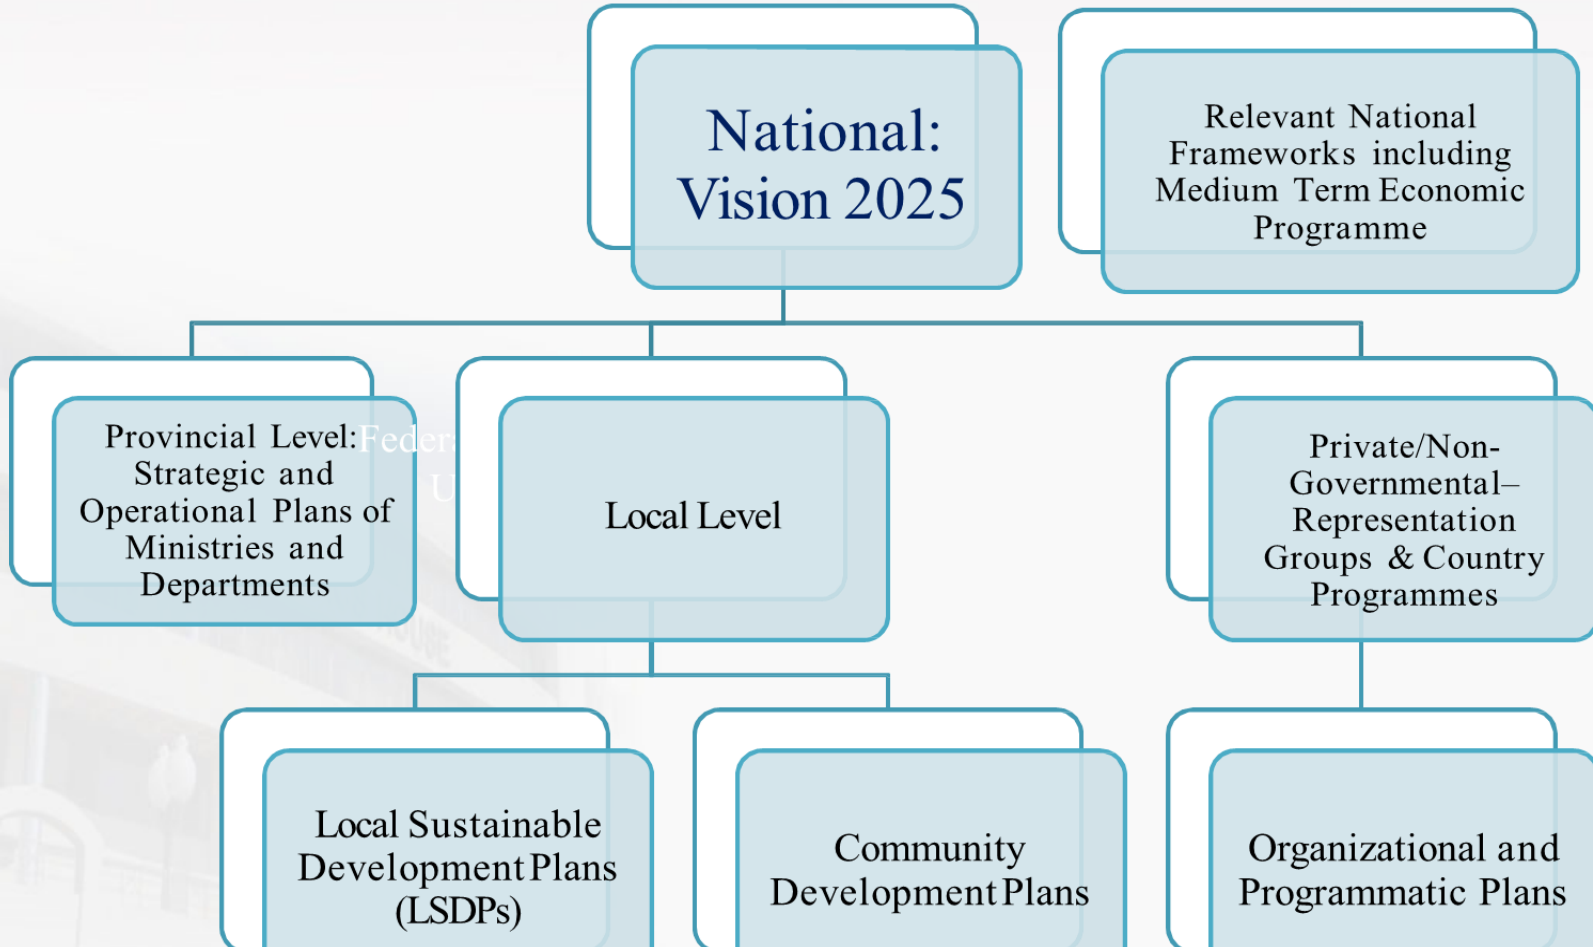 National:
Vision 2025
Relevant National
Frameworks including
Medium Term Economic
Programme
Provincial Level:
Strategic and
Operational Plans of
Ministries and
Departments
Local Level
Private/Non-
Governmental–
Representation
Groups & Country
Programmes
Local Sustainable
Development Plans
(LSDPs)
Community
Development Plans
Organizational and
Programmatic Plans